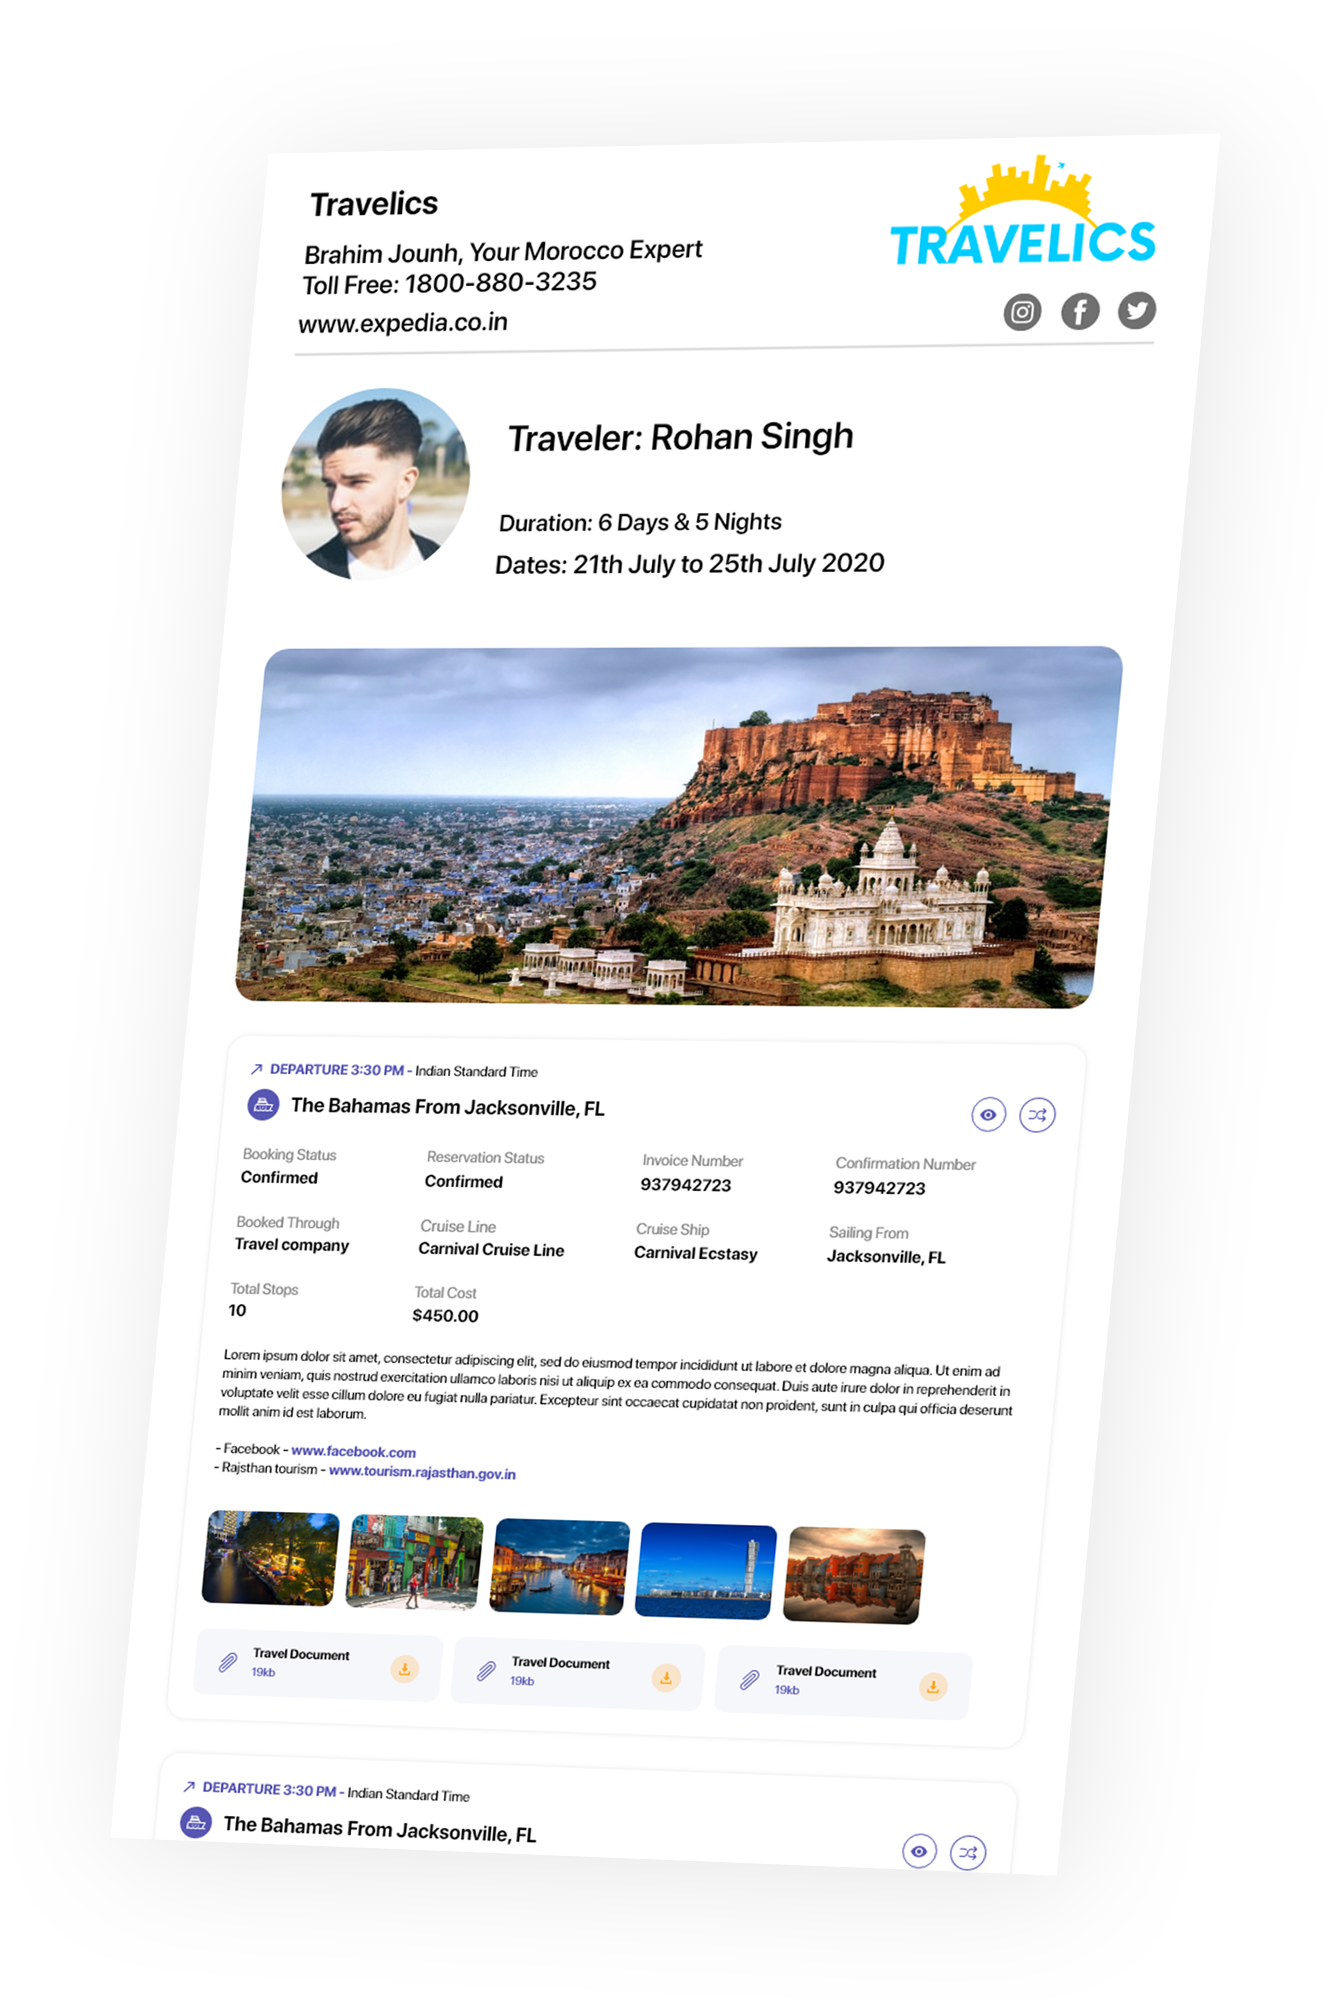 Travelics
TRAVELICS
Brahim Jounh, Your Morocco Expert
Toll Free: 1800-880-3235
www.expedia.co.in
Traveler: Rohan Singh
Duration: 6 Days & 5 Nights
Dates: 21th July to 25th July 2020
DEPARTURE 3:30 PM - Indian Standard Time
The Bahamas From Jacksonville, FL
Booking Status Reservation Status Invoice Number Confirmation Number
Confirmed Confirmed 937942723 937942723
Booked Through Cruise Line Cruise Ship Sailing From
Travel company Carnival Cruise Line Carnival Ecstasy Jacksonville, FL
Total Stops Total Cost
10 $450.00
Lorem ipsum dolor sit amet, consectetur adipiscing elit, sed do eiusmod tempor incididunt ut labore et dolore magna aliqua. Ut enim ad
minim veniam, quis nostrud exercitation ullamco laboris nisi ut aliquip ex ea commodo consequat. Duis aute irure dolor in reprehenderit in
voluptate velit esse cillum dolore eu fugiat nulla pariatur. Excepteur sint occaecat cupidatat non proident, sunt in culpa qui officia deserunt
mollit anim id est laborum.
- Facebook - www.facebook.com
- Rajsthan tourism - www.tourism.rajasthan.gov.in
Travel Document Travel Document Travel Document
19kb 19kb 19kb
DEPARTURE 3:30 PM - Indian Standard Time
The Bahamas From Jacksonville, FL